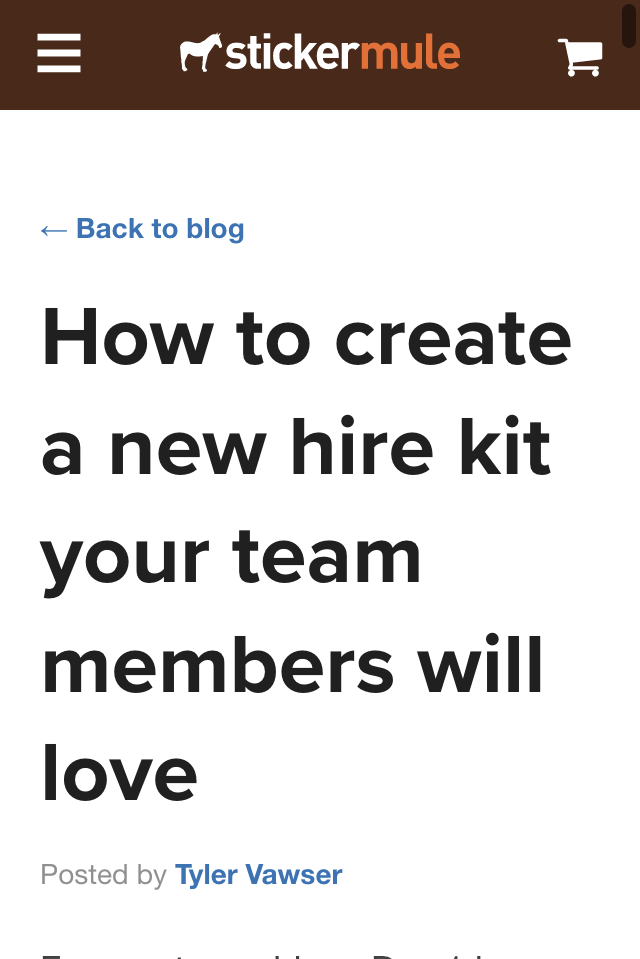 stickermule
← Back to blog
How to create
a new hire kit
your team
members will
love
Posted by Tyler Vawser